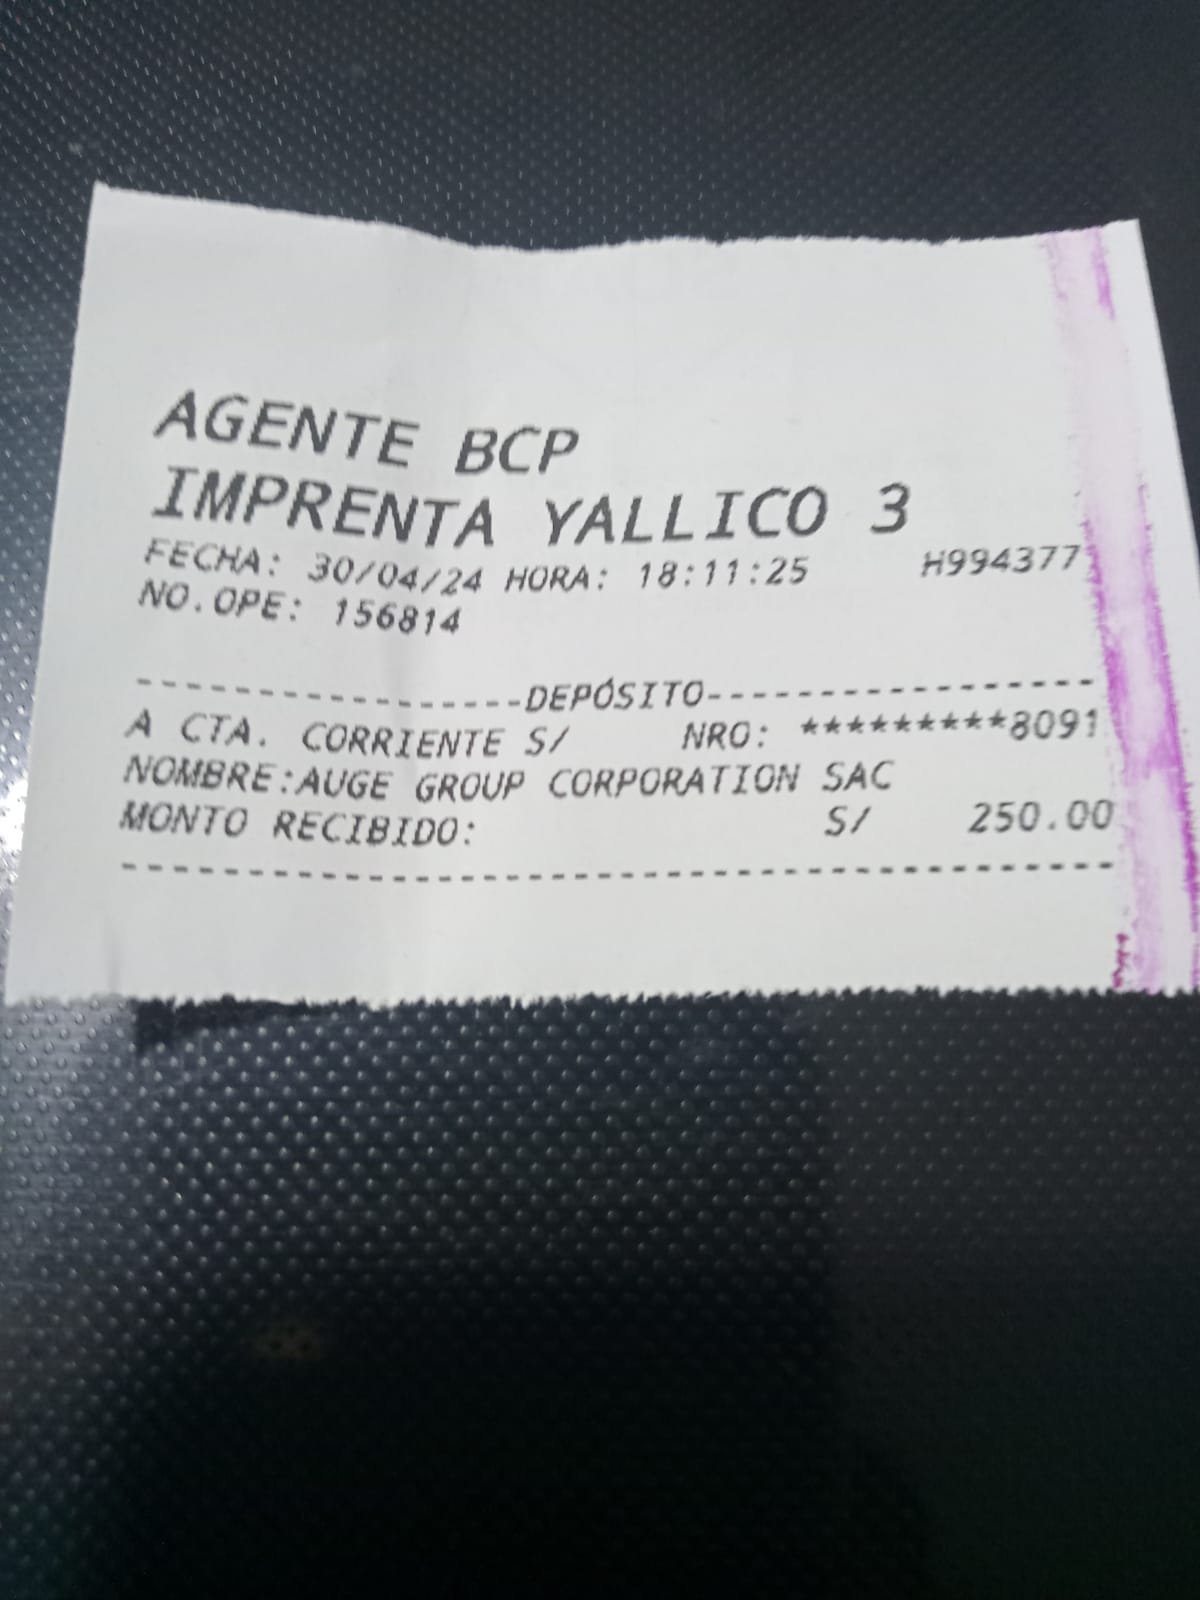 AGENTE BCP
IMPRENTA YALLICO 3
FECHA: 30/04/24 HORA: 18:11:25 H994377
NO.OPE: 156814
------------------DEPÓSITO------------------
A CTA. CORRIENTE S/ NRO: *********8091
NOMBRE:AUGE GROUP CORPORATION SAC
MONTO RECIBIDO: S/ 250.00